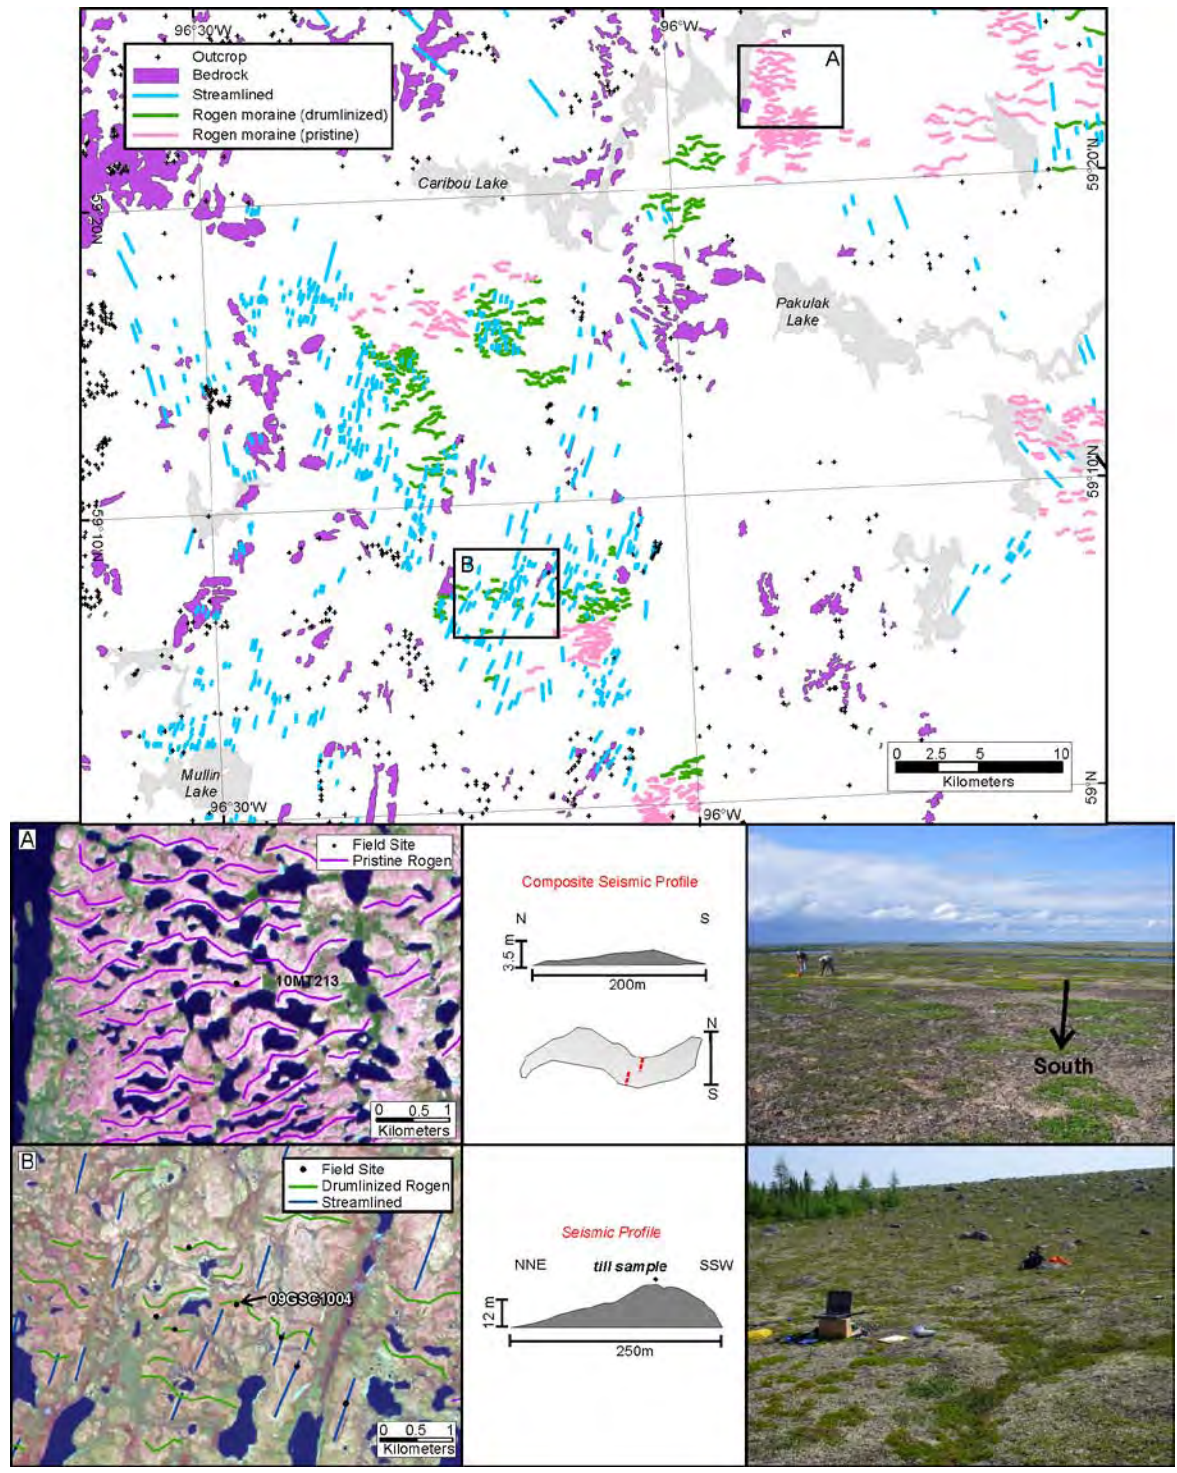 96°30'W
96°W
Outcrop
Bedrock
Streamlined
Rogen moraine (drumlinized)
Rogen moraine (pristine)
A
Caribou Lake
59°20'N
59°20'N
Pakulak
Lake
59°10'N
59°10'N
B
Mullin
Lake
0 2.5 5 10
Kilometers
59°N
96°30'W
96°W
A
Field Site
Pristine Rogen
10MT213
0 0.5 1
Kilometers
Composite Seismic Profile
N S
3.5 m
200m
N
S
South
B
Field Site
Drumlinized Rogen
Streamlined
09GSC1004
0 0.5 1
Kilometers
Seismic Profile
NNE till sample SSW
12 m
250m